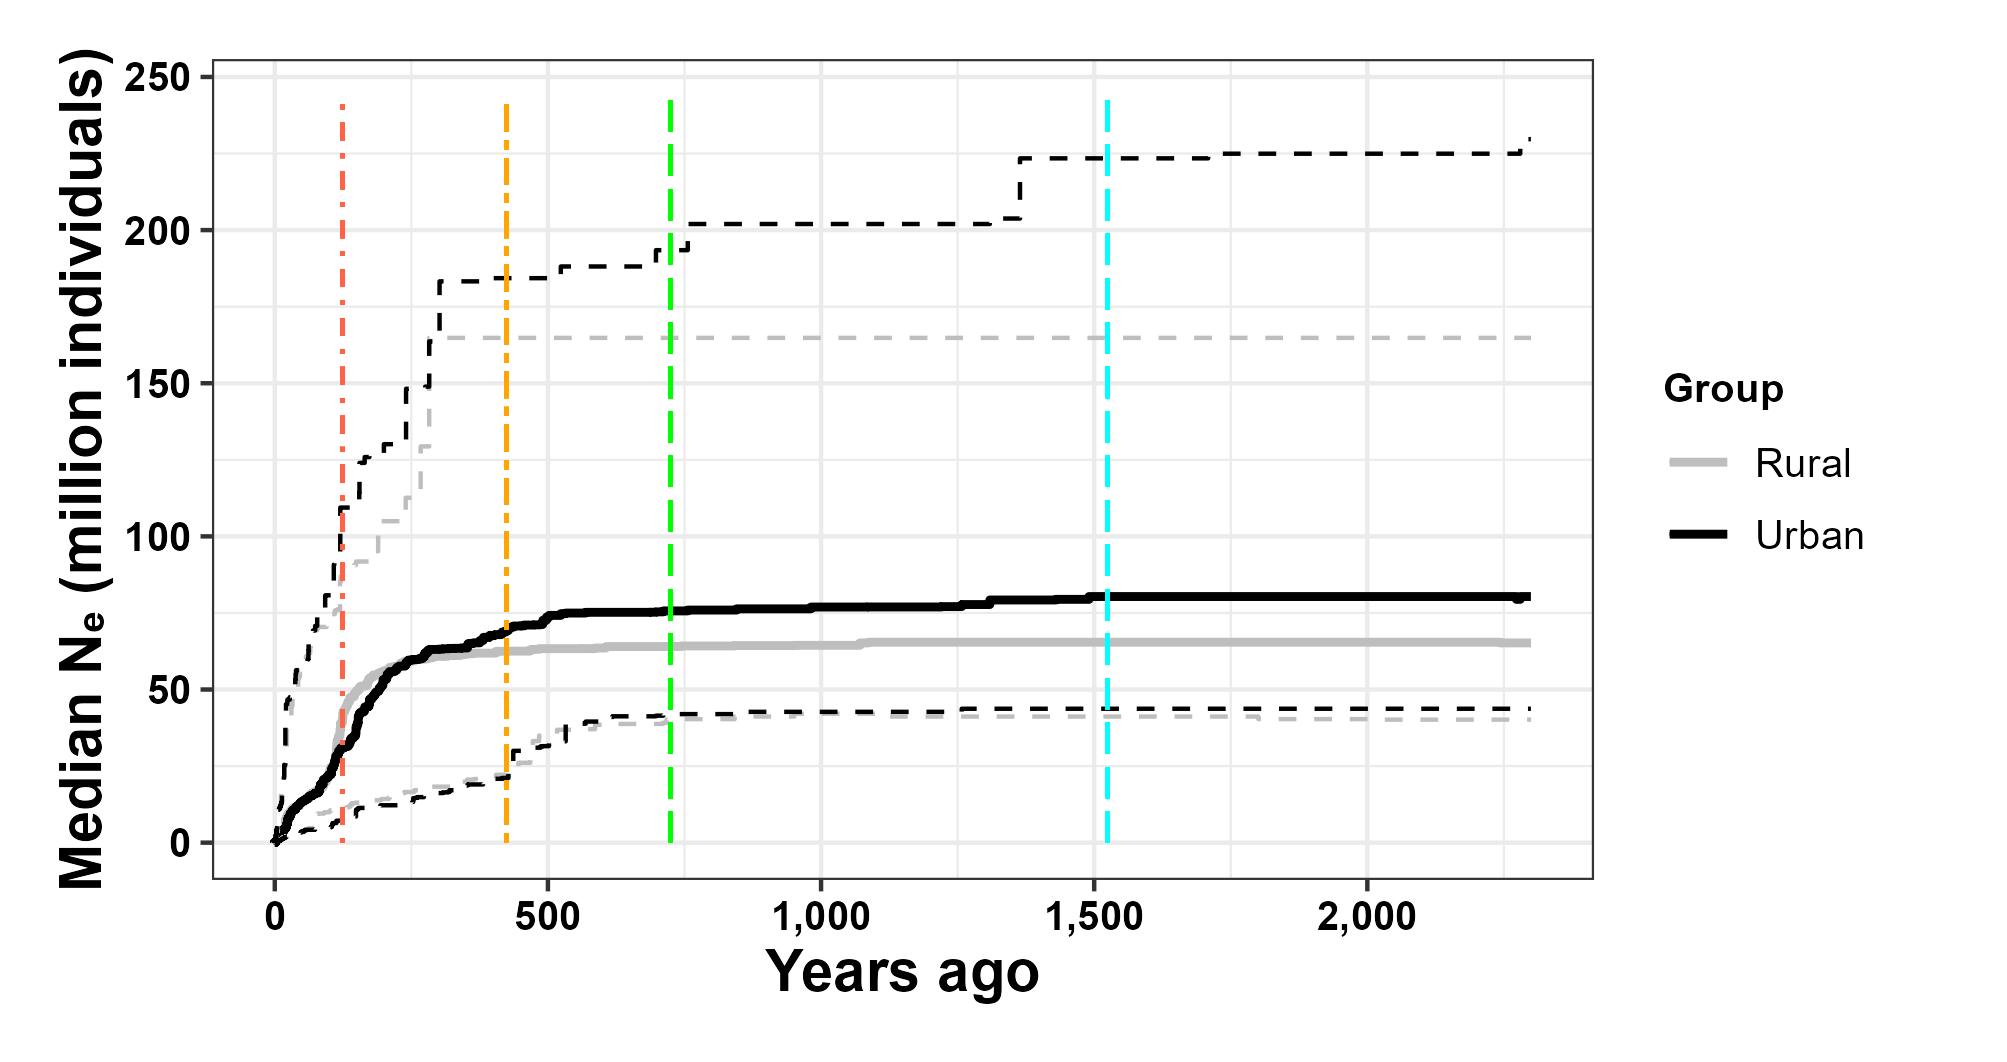 Median Ne (million individuals)
250
200
150
100
50
0
0 500 1,000 1,500 2,000
Years ago
Group
Rural
Urban